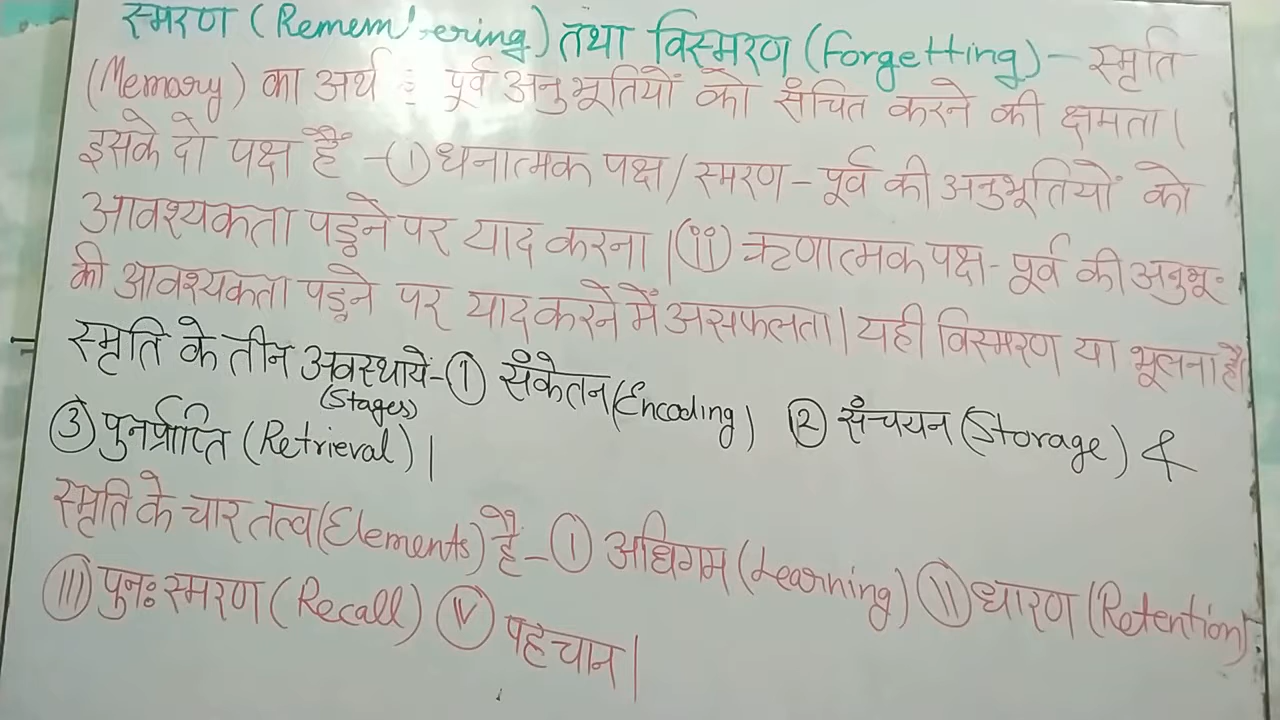 स्मरण (Remembering) तथा विस्मरण (Forgetting) - स्मृति
(Memory) का अर्थ : पूर्व अनुभूतियों को संचित करने की क्षमता।
इसके दो पक्ष हैं - (i) धनात्मक पक्ष / स्मरण - पूर्व की अनुभूतियों को
आवश्यकता पड़ने पर याद करना। (ii) ऋणात्मक पक्ष - पूर्व की अनुभू॰
की आवश्यकता पड़ने पर याद करने में असफलता। यही विस्मरण या भूलना है।
स्मृति के तीन अवस्थायें - (1) संकेतन (Encoding) (2) संचयन (Storage) &
(Stages)
(3) पुनर्प्राप्ति (Retrieval)।
स्मृति के चार तत्व (Elements) हैं - (I) अधिगम (Learning) (II) धारण (Retention)
(III) पुनः स्मरण (Recall) (IV) पहचान।